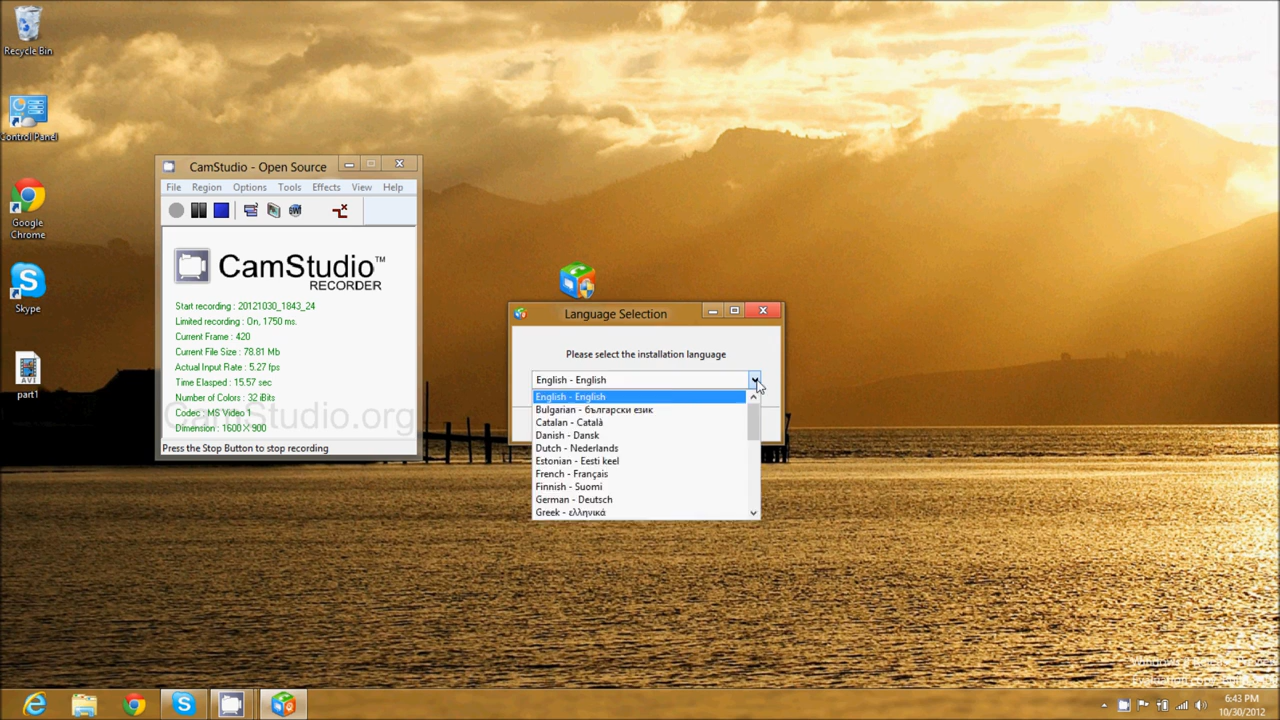 Recycle Bin
Control Panel
Google
Chrome
Skype
AVI
part1
CamStudio - Open Source
File Region Options Tools Effects View Help
CamStudio™
RECORDER
Start recording : 20121030_1843_24
Limited recording : On, 1750 ms.
Current Frame : 420
Current File Size : 78.81 Mb
Actual Input Rate : 5.27 fps
Time Elasped : 15.57 sec
Number of Colors : 32 iBits
Codec : MS Video 1
CamStudio.org
Dimension : 1600 X 900
Press the Stop Button to stop recording
Language Selection
Please select the installation language
English - English
English - English
Bulgarian - български език
Catalan - Català
Danish - Dansk
Dutch - Nederlands
Estonian - Eesti keel
French - Français
Finnish - Suomi
German - Deutsch
Greek - ελληνικά
6:43 PM
10/30/2012